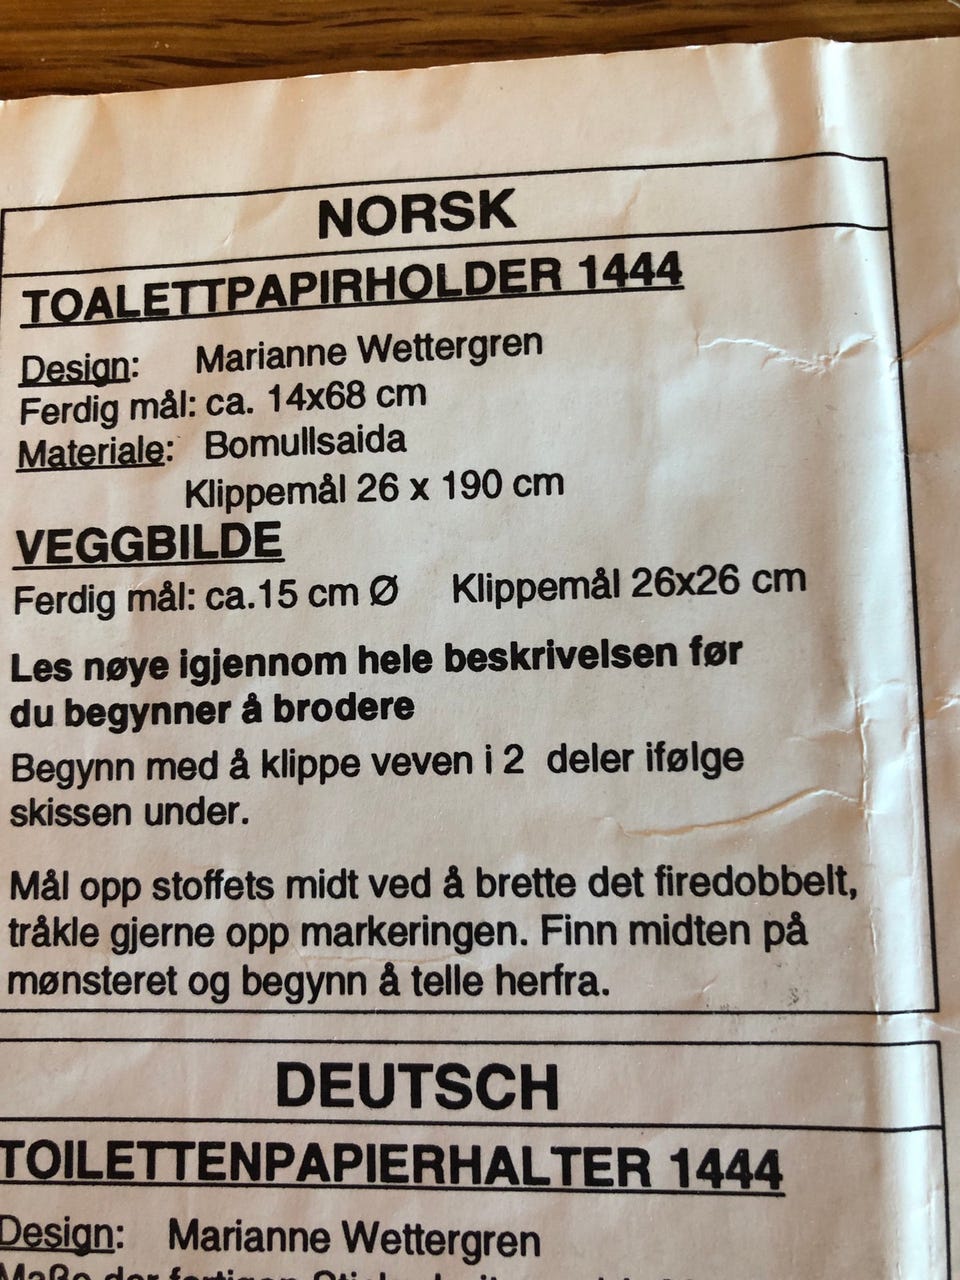 NORSK
TOALETTPAPIRHOLDER 1444
Design: Marianne Wettergren
Ferdig mål: ca. 14x68 cm
Materiale: Bomullsaida
Klippemål 26 x 190 cm
VEGGBILDE
Ferdig mål: ca.15 cm Ø Klippemål 26x26 cm
Les nøye igjennom hele beskrivelsen før
du begynner å brodere
Begynn med å klippe veven i 2 deler ifølge
skissen under.
Mål opp stoffets midt ved å brette det firedobbelt,
tråkle gjerne opp markeringen. Finn midten på
mønsteret og begynn å telle herfra.
DEUTSCH
TOILETTENPAPIERHALTER 1444
Design: Marianne Wettergren
Maße der fertigen